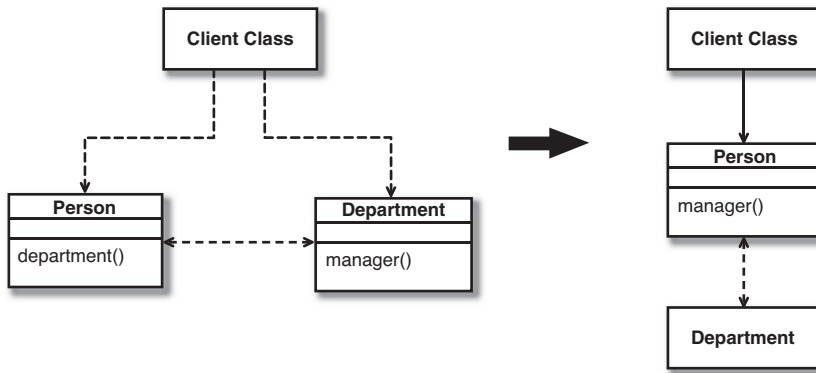 Client Class
Person
department()
Department
manager()
Client Class
Person
manager()
Department